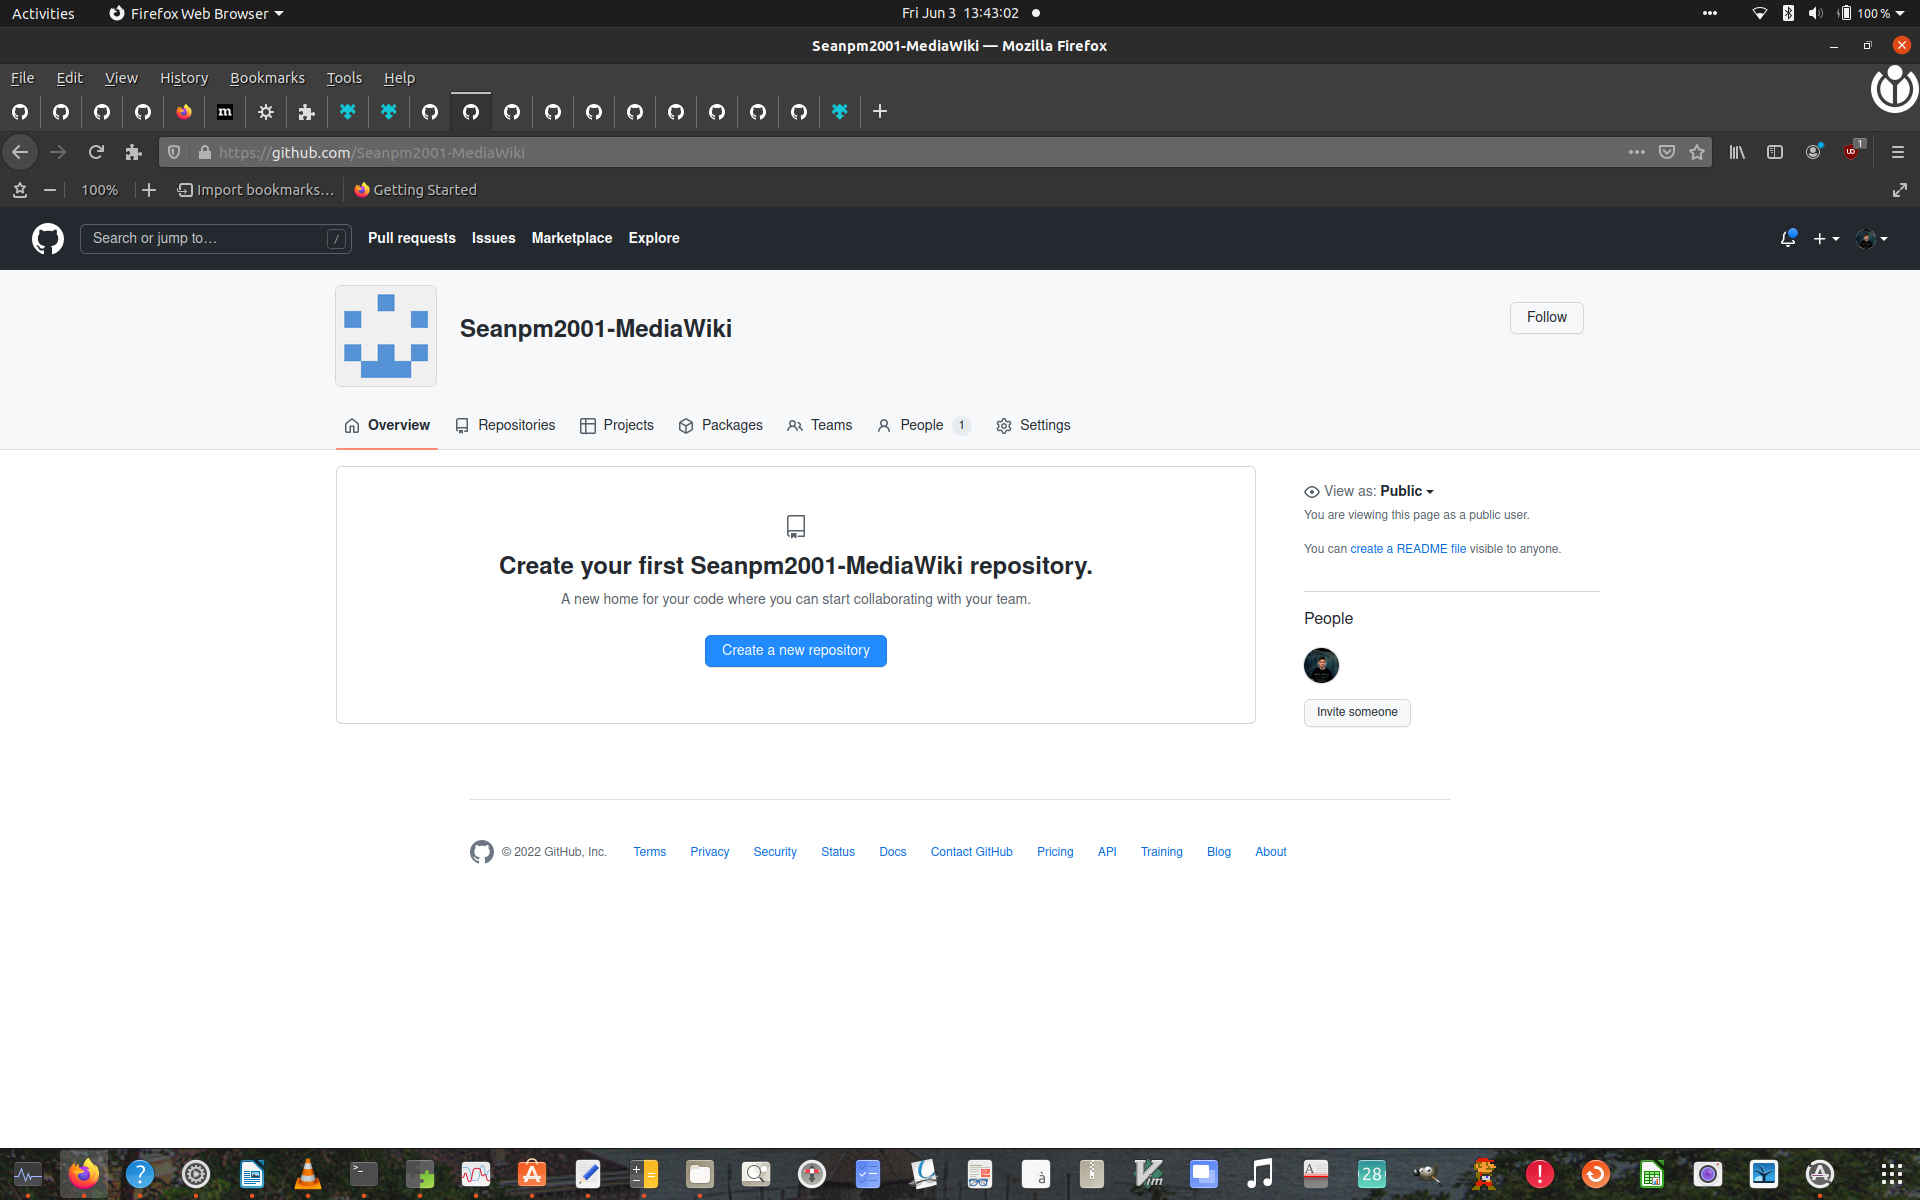 Activities
Firefox Web Browser
Fri Jun 3 13:43:02
100 %
Seanpm2001-MediaWiki — Mozilla Firefox
File Edit View History Bookmarks Tools Help
m
https://github.com/Seanpm2001-MediaWiki
1
100%
Import bookmarks…
Getting Started
Search or jump to…
/
Pull requests
Issues
Marketplace
Explore
Seanpm2001-MediaWiki
Follow
Overview
Repositories
Projects
Packages
Teams
People 1
Settings
Create your first Seanpm2001-MediaWiki repository.
A new home for your code where you can start collaborating with your team.
Create a new repository
View as: Public
You are viewing this page as a public user.
You can create a README file visible to anyone.
People
Invite someone
© 2022 GitHub, Inc.
Terms
Privacy
Security
Status
Docs
Contact GitHub
Pricing
API
Training
Blog
About
?
>_
à
Vim
28
!